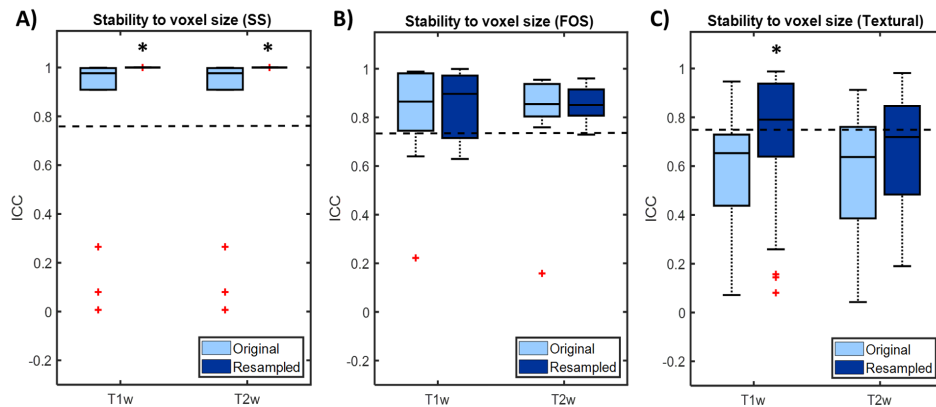 A)
Stability to voxel size (SS)
ICC
1
0.8
0.6
0.4
0.2
0
-0.2
*
*
Original
Resampled
T1w
T2w
B)
Stability to voxel size (FOS)
ICC
1
0.8
0.6
0.4
0.2
0
-0.2
Original
Resampled
T1w
T2w
C)
Stability to voxel size (Textural)
ICC
1
0.8
0.6
0.4
0.2
0
-0.2
*
Original
Resampled
T1w
T2w